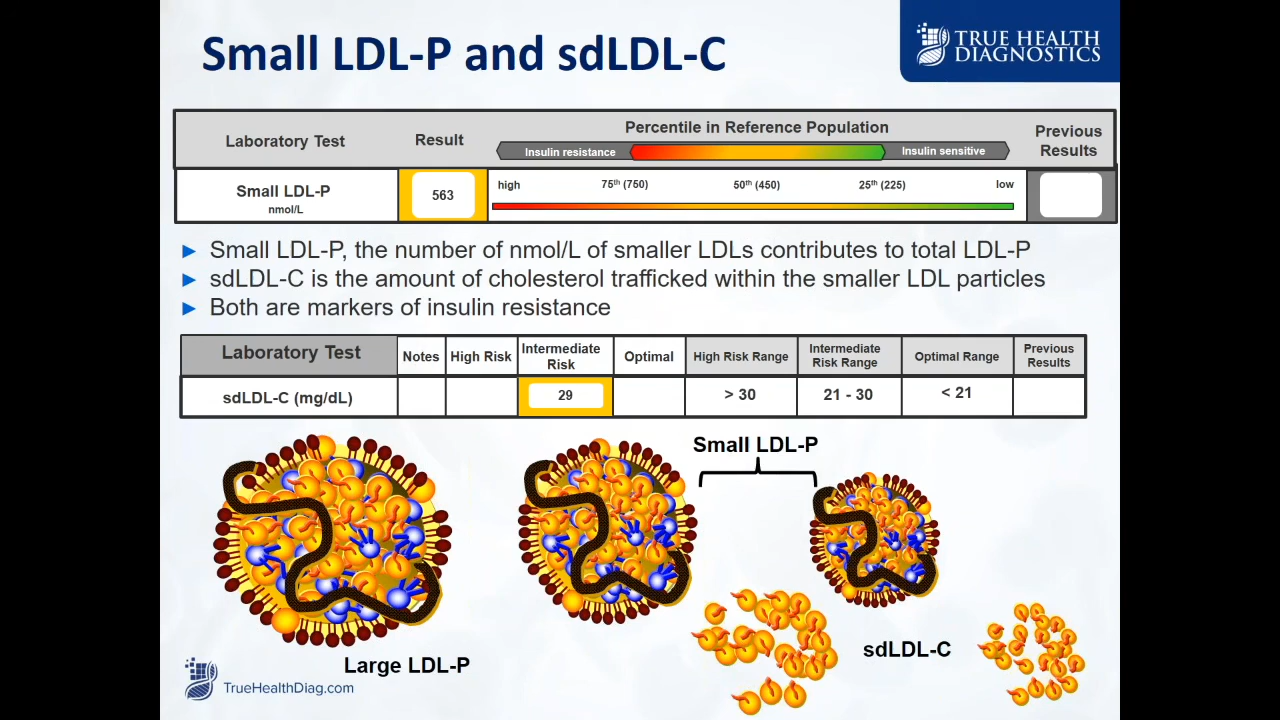 Small LDL-P and sdLDL-C
TRUE HEALTH
DIAGNOSTICS
Laboratory Test
Result
Percentile in Reference Population
Insulin resistance
Insulin sensitive
Previous
Results
Small LDL-P
nmol/L
563
high
75th (750)
50th (450)
25th (225)
low
► Small LDL-P, the number of nmol/L of smaller LDLs contributes to total LDL-P
► sdLDL-C is the amount of cholesterol trafficked within the smaller LDL particles
► Both are markers of insulin resistance
Laboratory Test
Notes
High Risk
Intermediate
Risk
Optimal
High Risk Range
Intermediate
Risk Range
Optimal Range
Previous
Results
sdLDL-C (mg/dL)
29
> 30
21 - 30
< 21
Small LDL-P
Large LDL-P
sdLDL-C
TrueHealthDiag.com